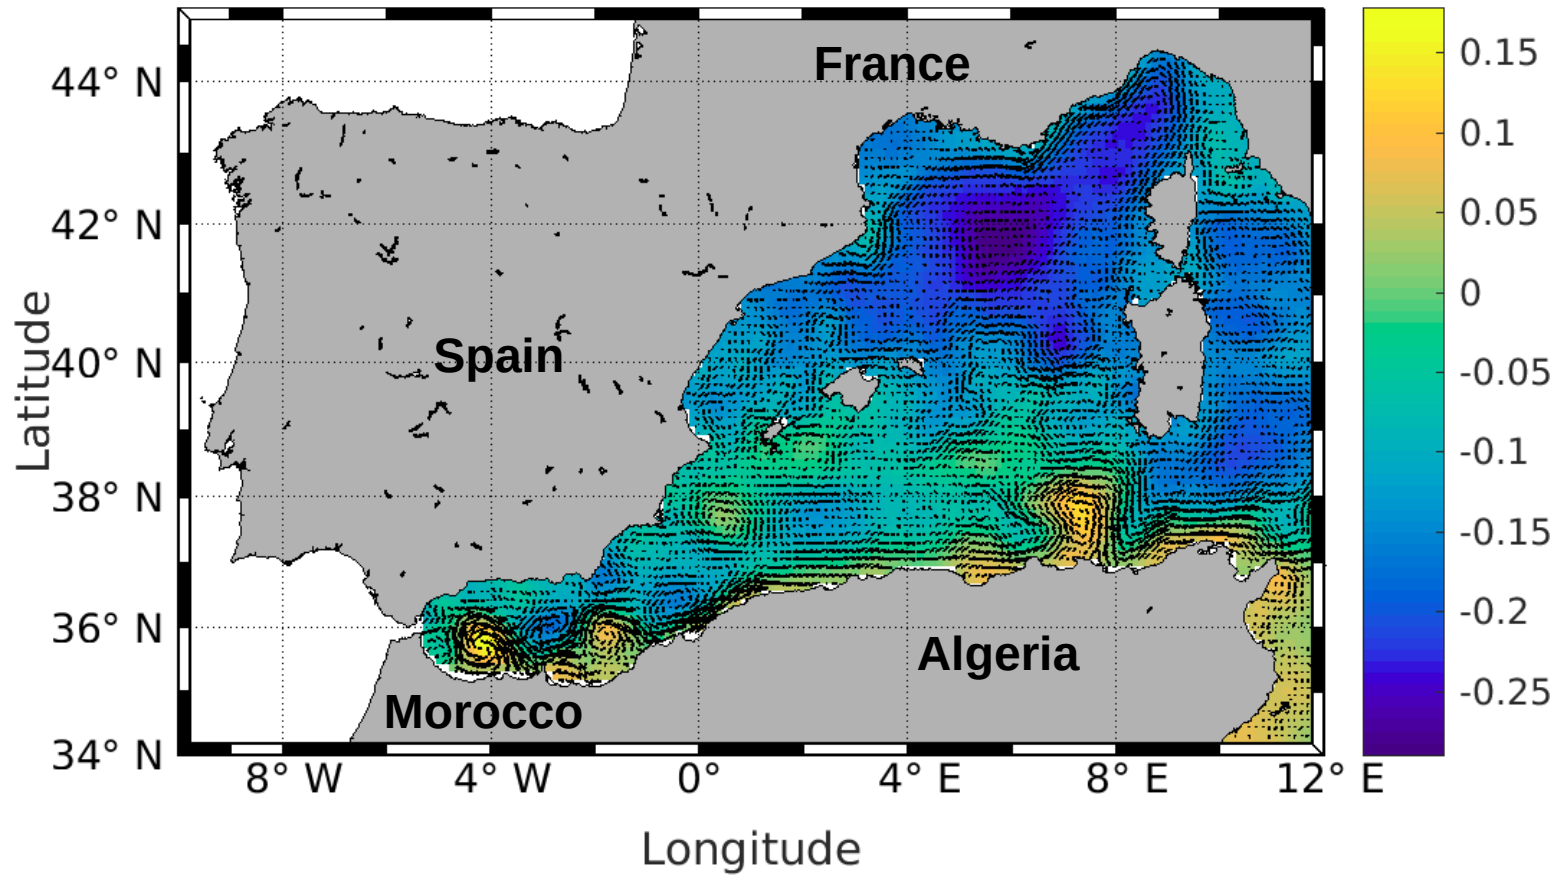 France
Spain
Algeria
Morocco
44° N
42° N
40° N
38° N
36° N
34° N
Latitude
8° W
4° W
0°
4° E
8° E
12° E
Longitude
0.15
0.1
0.05
0
-0.05
-0.1
-0.15
-0.2
-0.25